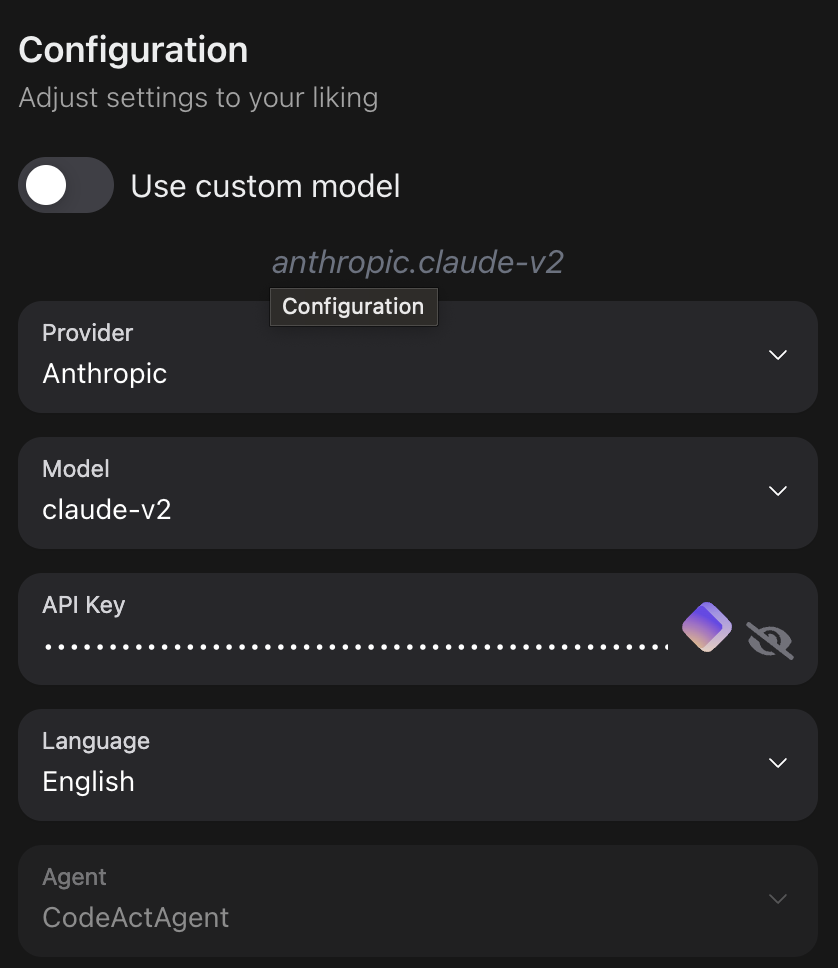 Configuration
Adjust settings to your liking
Use custom model
anthropic.claude-v2
Configuration
Provider
Anthropic
Model
claude-v2
API Key
Language
English
Agent
CodeActAgent